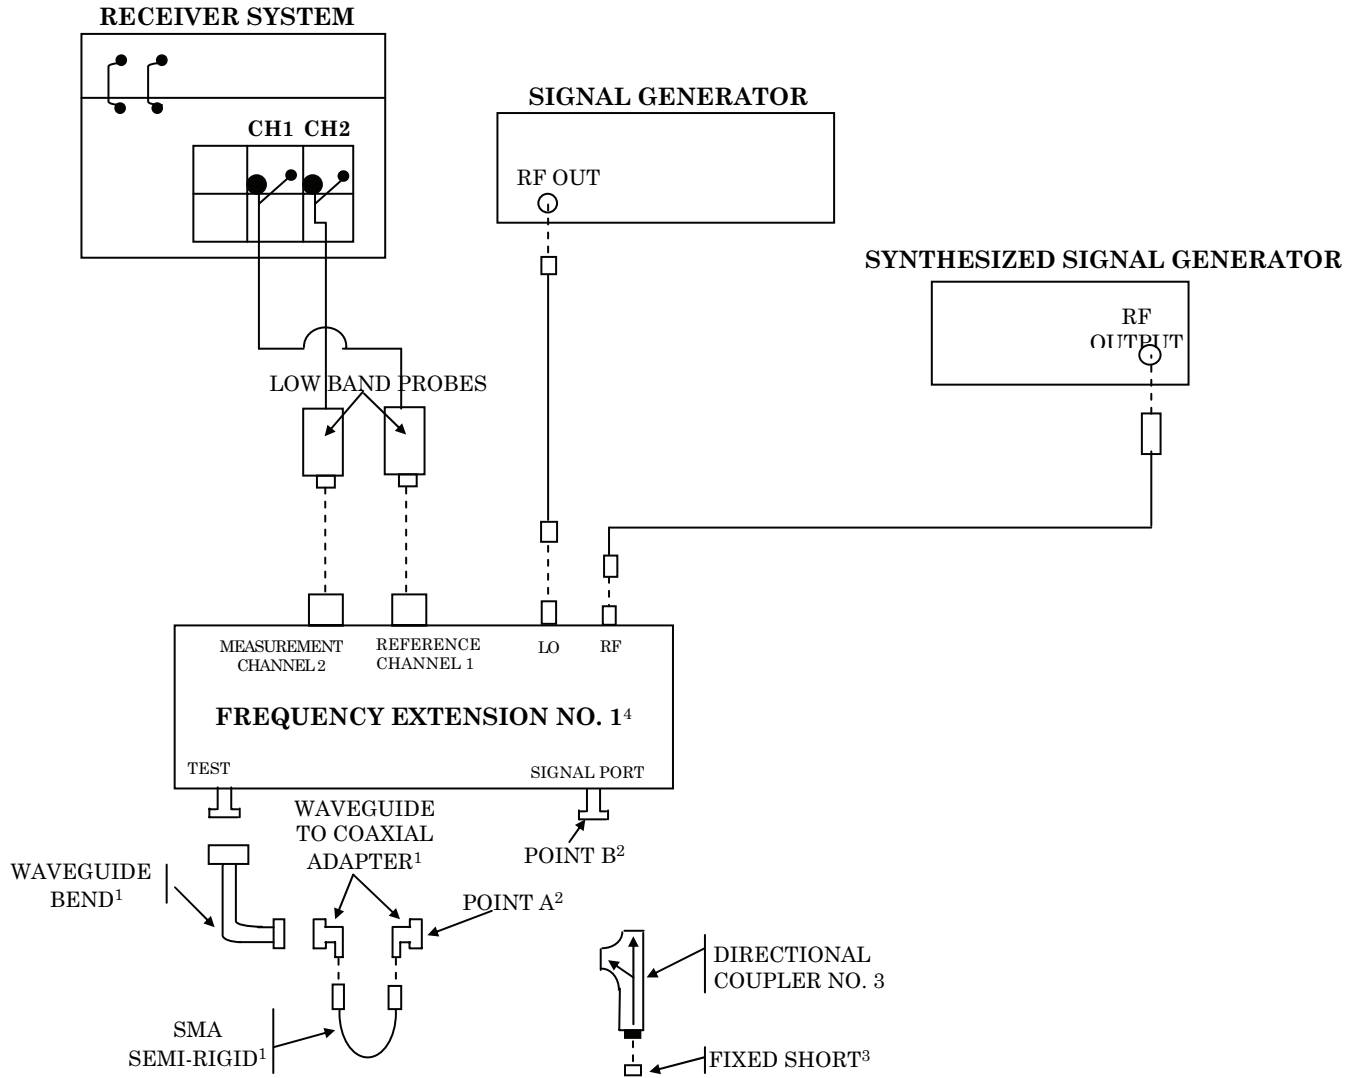 RECEIVER SYSTEM
CH1 CH2
SIGNAL GENERATOR
RF OUT
SYNTHESIZED SIGNAL GENERATOR
RF
OUTPUT
LOW BAND PROBES
MEASUREMENT
CHANNEL 2
REFERENCE
CHANNEL 1
LO
RF
FREQUENCY EXTENSION NO. 1⁴
TEST
SIGNAL PORT
WAVEGUIDE
TO COAXIAL
ADAPTER¹
POINT B²
WAVEGUIDE
BEND¹
POINT A²
DIRECTIONAL
COUPLER NO. 3
SMA
SEMI-RIGID¹
FIXED SHORT³